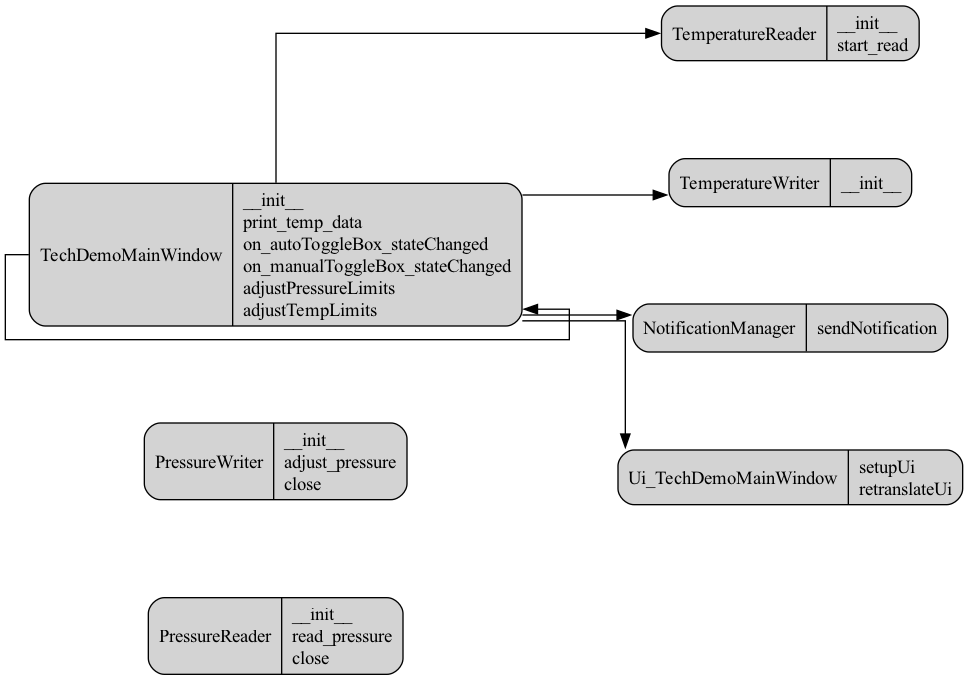 TemperatureReader
__init__
start_read
TemperatureWriter
__init__
TechDemoMainWindow
__init__
print_temp_data
on_autoToggleBox_stateChanged
on_manualToggleBox_stateChanged
adjustPressureLimits
adjustTempLimits
NotificationManager
sendNotification
PressureWriter
__init__
adjust_pressure
close
Ui_TechDemoMainWindow
setupUi
retranslateUi
PressureReader
__init__
read_pressure
close